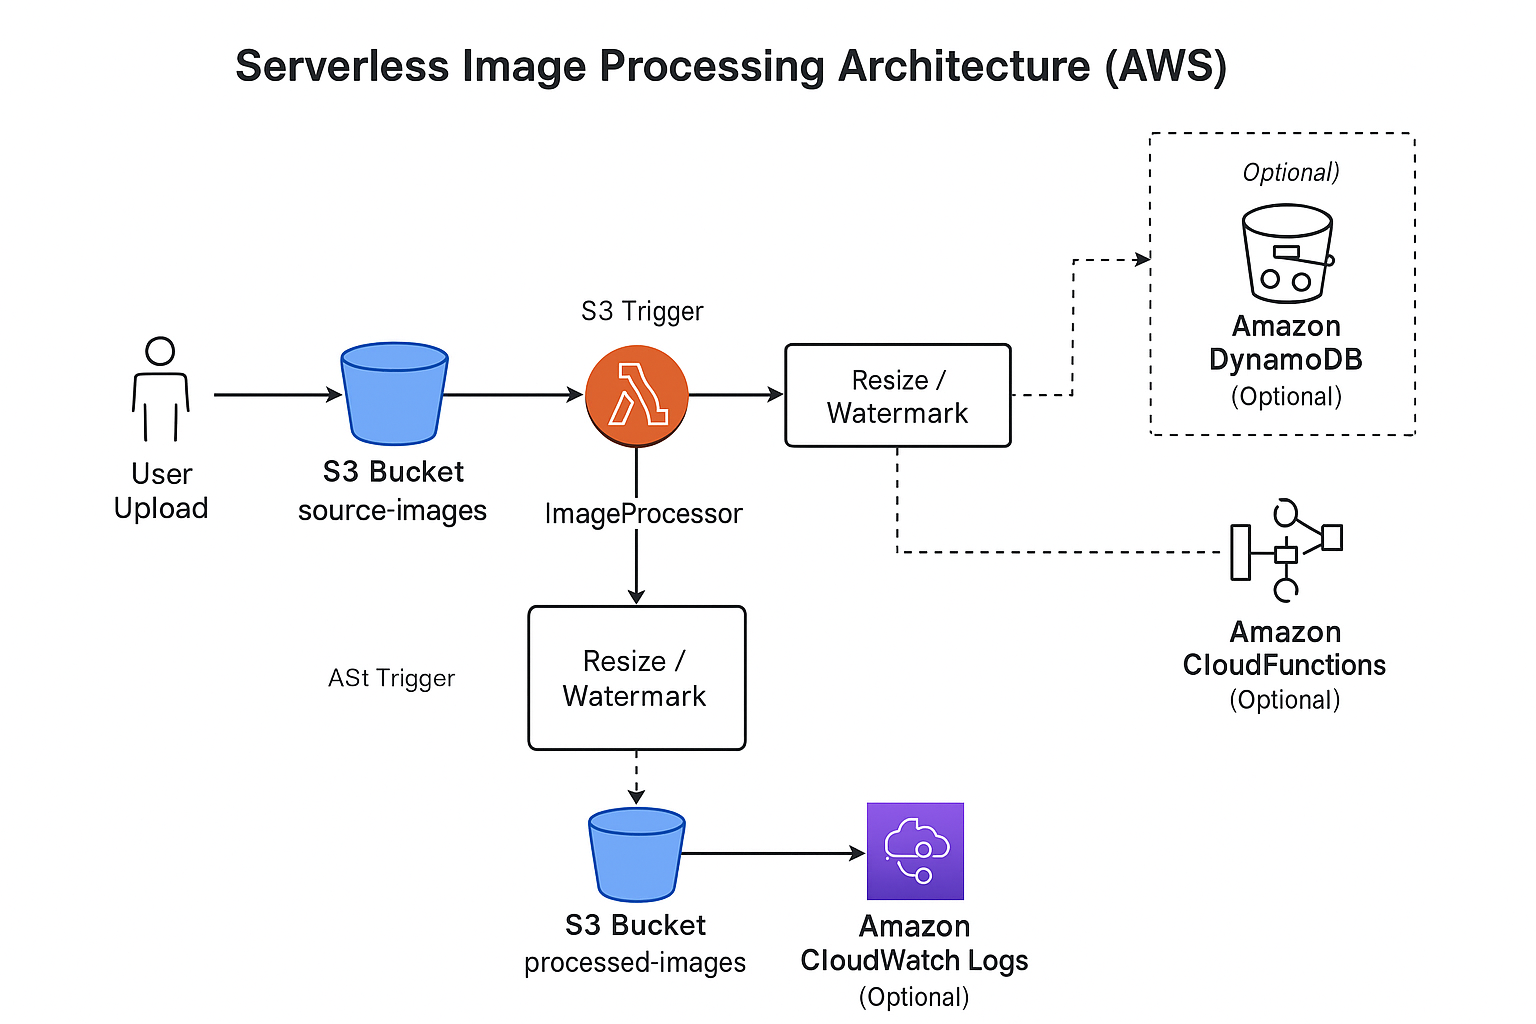 Serverless Image Processing Architecture (AWS)
Optional)
Amazon
DynamoDB
(Optional)
S3 Trigger
Resize /
Watermark
User
Upload
S3 Bucket
source-images
ImageProcessor
Amazon
CloudFunctions
(Optional)
ASt Trigger
Resize /
Watermark
S3 Bucket
processed-images
Amazon
CloudWatch Logs
(Optional)